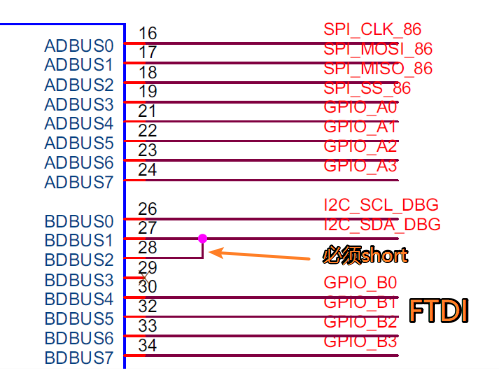 16 SPI_CLK_86
ADBUS0
17 SPI_MOSI_86
ADBUS1
18 SPI_MISO_86
ADBUS2
19 SPI_SS_86
ADBUS3
21 GPIO_A0
ADBUS4
22 GPIO_A1
ADBUS5
23 GPIO_A2
ADBUS6
24 GPIO_A3
ADBUS7
26 I2C_SCL_DBG
BDBUS0
27 I2C_SDA_DBG
BDBUS1
28
BDBUS2
必须short
29
BDBUS3
30 GPIO_B0
BDBUS4
32 GPIO_B1
BDBUS5
FTDI
33 GPIO_B2
BDBUS6
34 GPIO_B3
BDBUS7